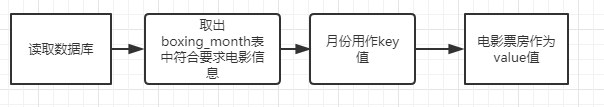 读取数据库
取出
boxing_month表
中符合要求电影信
息
月份用作key
值
电影票房作为
value值